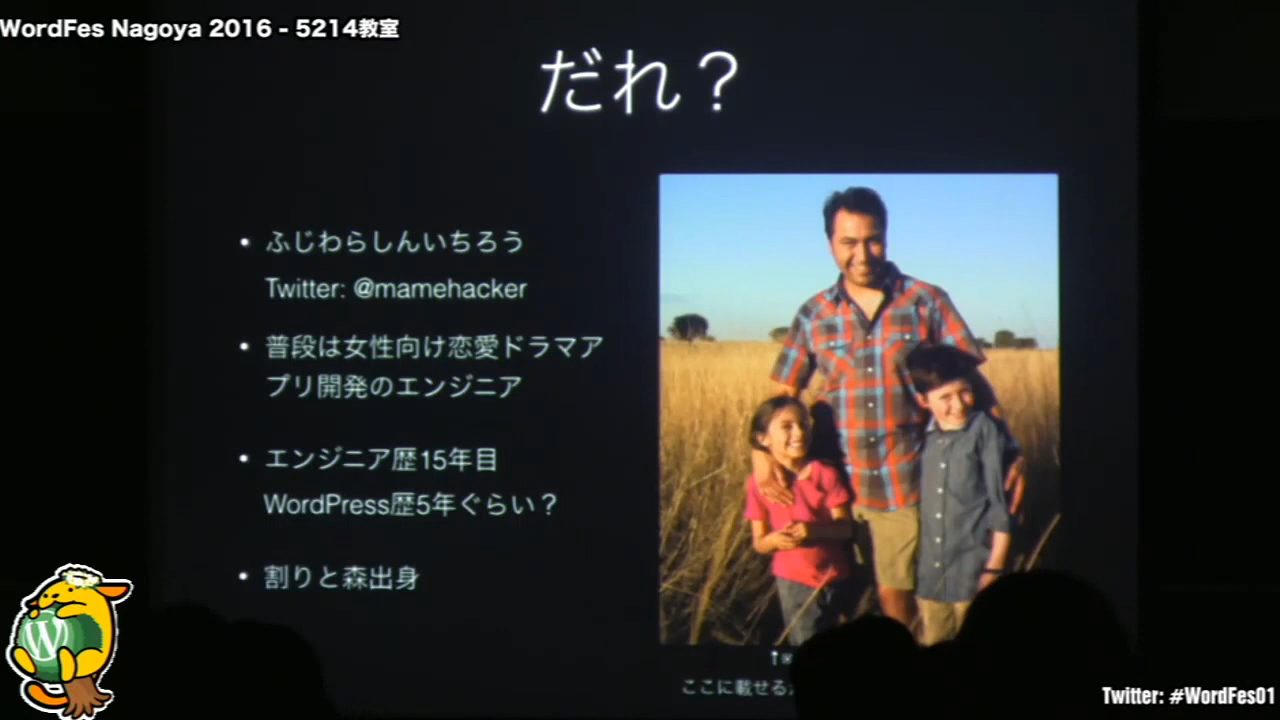 WordFes Nagoya 2016 - 5214教室
だれ？
• ふじわらしんいちろう
Twitter: @mamehacker
• 普段は女性向け恋愛ドラマア
プリ開発のエンジニア
• エンジニア歴15年目
WordPress歴5年ぐらい？
• 割りと森出身
↑
ここに載せる
W
Twitter: #WordFes01